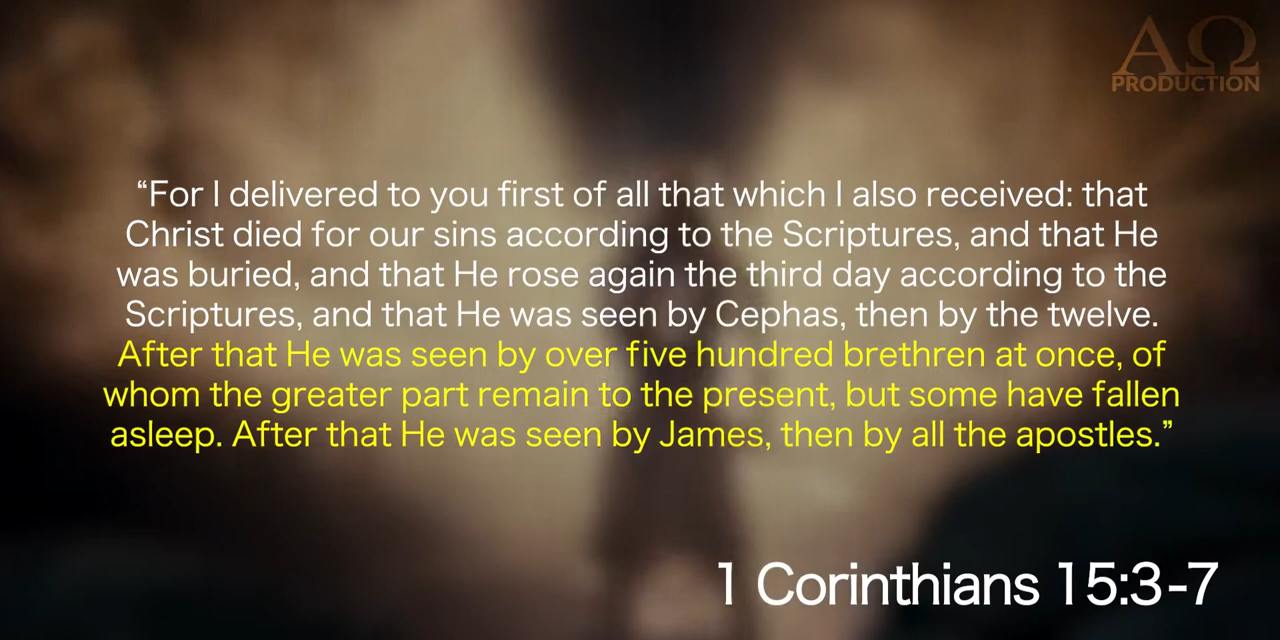 ΑΩ
PRODUCTION
“For I delivered to you first of all that which I also received: that
Christ died for our sins according to the Scriptures, and that He
was buried, and that He rose again the third day according to the
Scriptures, and that He was seen by Cephas, then by the twelve.
After that He was seen by over five hundred brethren at once, of
whom the greater part remain to the present, but some have fallen
asleep. After that He was seen by James, then by all the apostles.”
1 Corinthians 15:3-7